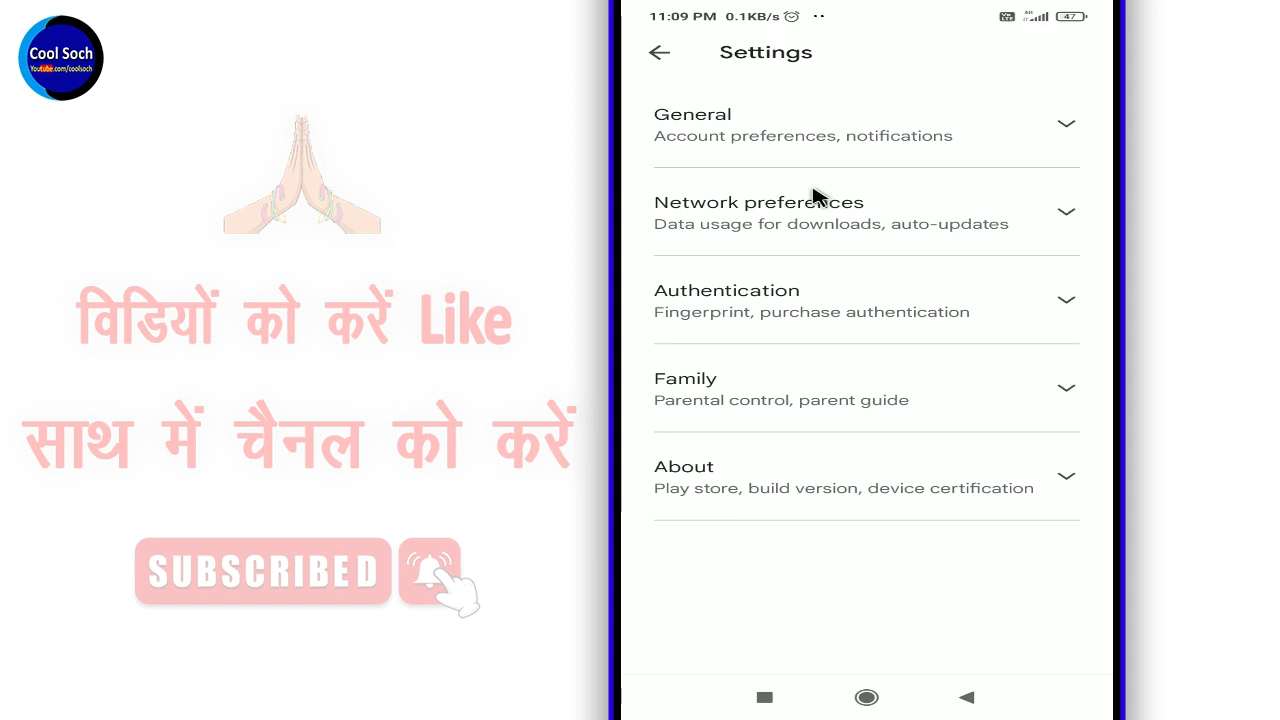 Cool Soch
Youtube.com/coolsoch
विडियों को करें Like
साथ में चैनल को करें
SUBSCRIBED
11:09 PM 0.1KB/s
4G
47
Settings
General
Account preferences, notifications
Network preferences
Data usage for downloads, auto-updates
Authentication
Fingerprint, purchase authentication
Family
Parental control, parent guide
About
Play store, build version, device certification